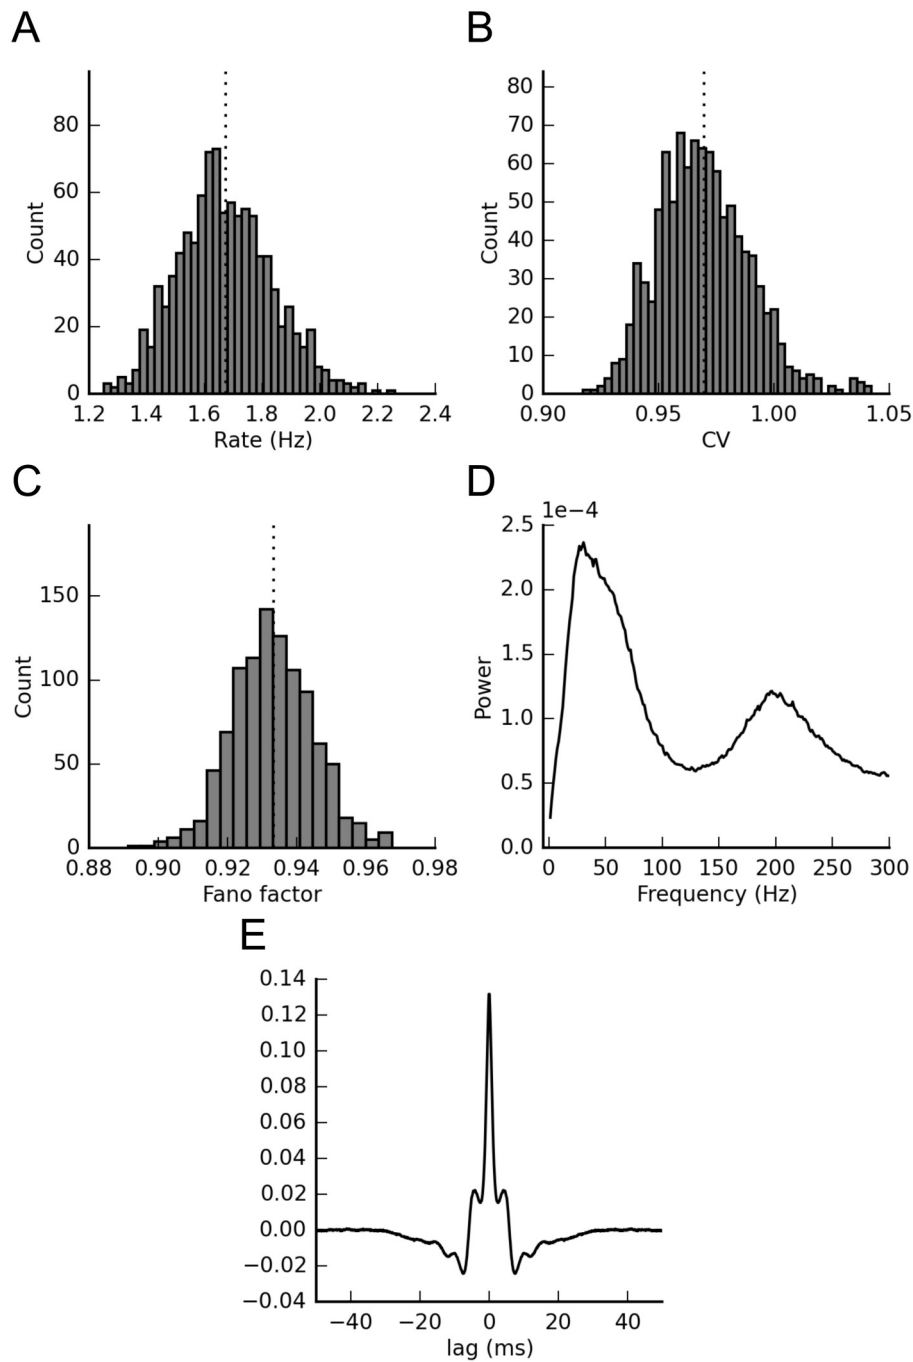 A
Count
80
60
40
20
0
1.2 1.4 1.6 1.8 2.0 2.2 2.4
Rate (Hz)
B
Count
80
70
60
50
40
30
20
10
0
0.90 0.95 1.00 1.05
CV
C
Count
150
100
50
0
0.88 0.90 0.92 0.94 0.96 0.98
Fano factor
D
1e−4
Power
2.5
2.0
1.5
1.0
0.5
0.0
0 50 100 150 200 250 300
Frequency (Hz)
E
0.14
0.12
0.10
0.08
0.06
0.04
0.02
0.00
−0.02
−0.04
−40 −20 0 20 40
lag (ms)